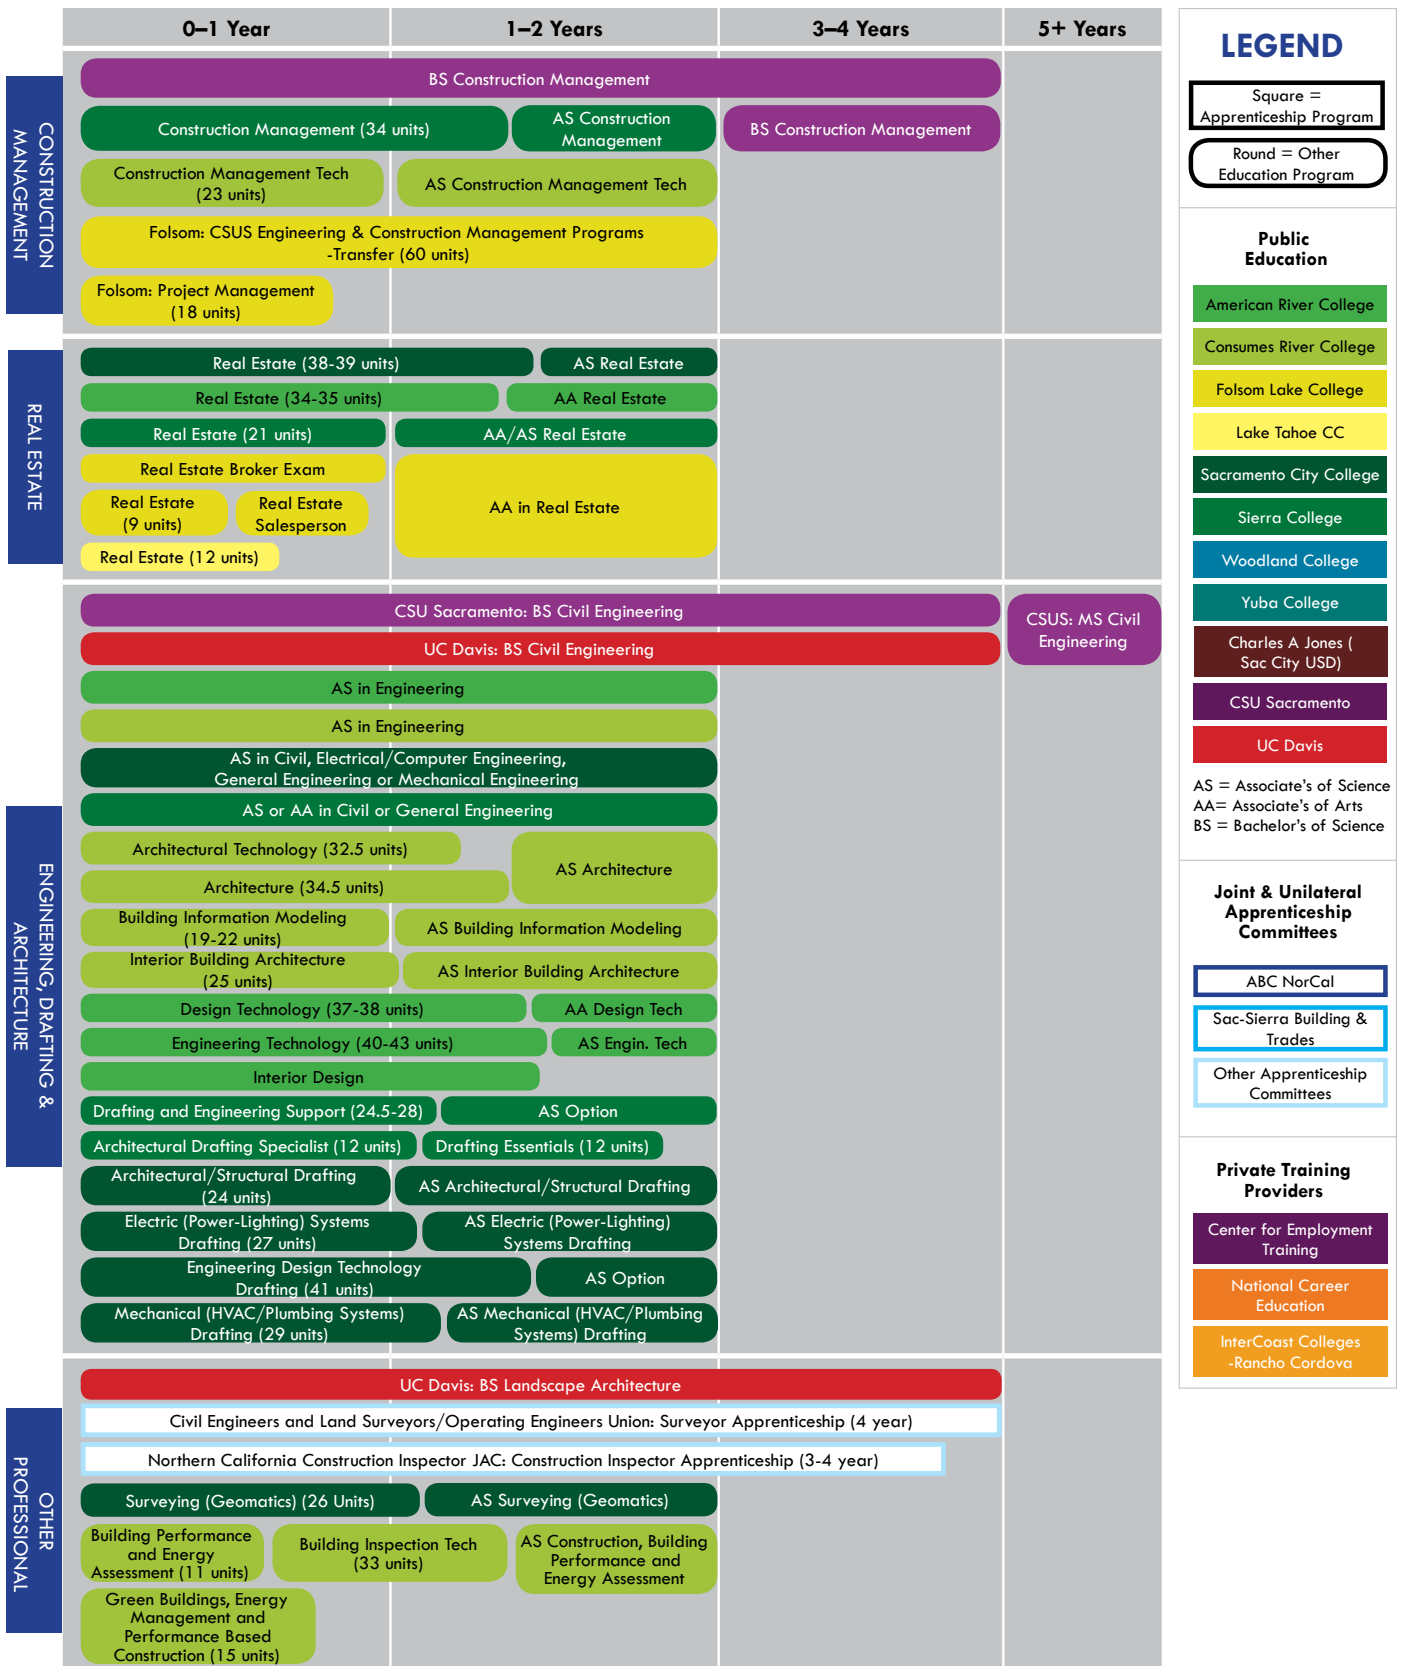 0–1 Year
1–2 Years
3–4 Years
5+ Years
CONSTRUCTION
MANAGEMENT
BS Construction Management
Construction Management (34 units)
AS Construction
Management
BS Construction Management
Construction Management Tech
(23 units)
AS Construction Management Tech
Folsom: CSUS Engineering & Construction Management Programs
-Transfer (60 units)
Folsom: Project Management
(18 units)
REAL ESTATE
Real Estate (38-39 units)
AS Real Estate
Real Estate (34-35 units)
AA Real Estate
Real Estate (21 units)
AA/AS Real Estate
Real Estate Broker Exam
Real Estate
(9 units)
Real Estate
Salesperson
AA in Real Estate
Real Estate (12 units)
ENGINEERING, DRAFTING &
ARCHITECTURE
CSU Sacramento: BS Civil Engineering
CSUS: MS Civil
Engineering
UC Davis: BS Civil Engineering
AS in Engineering
AS in Engineering
AS in Civil, Electrical/Computer Engineering,
General Engineering or Mechanical Engineering
AS or AA in Civil or General Engineering
Architectural Technology (32.5 units)
Architecture (34.5 units)
AS Architecture
Building Information Modeling
(19-22 units)
AS Building Information Modeling
Interior Building Architecture
(25 units)
AS Interior Building Architecture
Design Technology (37-38 units)
AA Design Tech
Engineering Technology (40-43 units)
AS Engin. Tech
Interior Design
Drafting and Engineering Support (24.5-28)
AS Option
Architectural Drafting Specialist (12 units)
Drafting Essentials (12 units)
Architectural/Structural Drafting
(24 units)
AS Architectural/Structural Drafting
Electric (Power-Lighting) Systems
Drafting (27 units)
AS Electric (Power-Lighting)
Systems Drafting
Engineering Design Technology
Drafting (41 units)
AS Option
Mechanical (HVAC/Plumbing Systems)
Drafting (29 units)
AS Mechanical (HVAC/Plumbing
Systems) Drafting
OTHER
PROFESSIONAL
UC Davis: BS Landscape Architecture
Civil Engineers and Land Surveyors/Operating Engineers Union: Surveyor Apprenticeship (4 year)
Northern California Construction Inspector JAC: Construction Inspector Apprenticeship (3-4 year)
Surveying (Geomatics) (26 Units)
AS Surveying (Geomatics)
Building Performance
and Energy
Assessment (11 units)
Building Inspection Tech
(33 units)
AS Construction, Building
Performance and
Energy Assessment
Green Buildings, Energy
Management and
Performance Based
Construction (15 units)
LEGEND
Square =
Apprenticeship Program
Round = Other
Education Program
Public
Education
American River College
Consumes River College
Folsom Lake College
Lake Tahoe CC
Sacramento City College
Sierra College
Woodland College
Yuba College
Charles A Jones (
Sac City USD)
CSU Sacramento
UC Davis
AS = Associate's of Science
AA= Associate's of Arts
BS = Bachelor's of Science
Joint & Unilateral
Apprenticeship
Committees
ABC NorCal
Sac-Sierra Building &
Trades
Other Apprenticeship
Committees
Private Training
Providers
Center for Employment
Training
National Career
Education
InterCoast Colleges
-Rancho Cordova